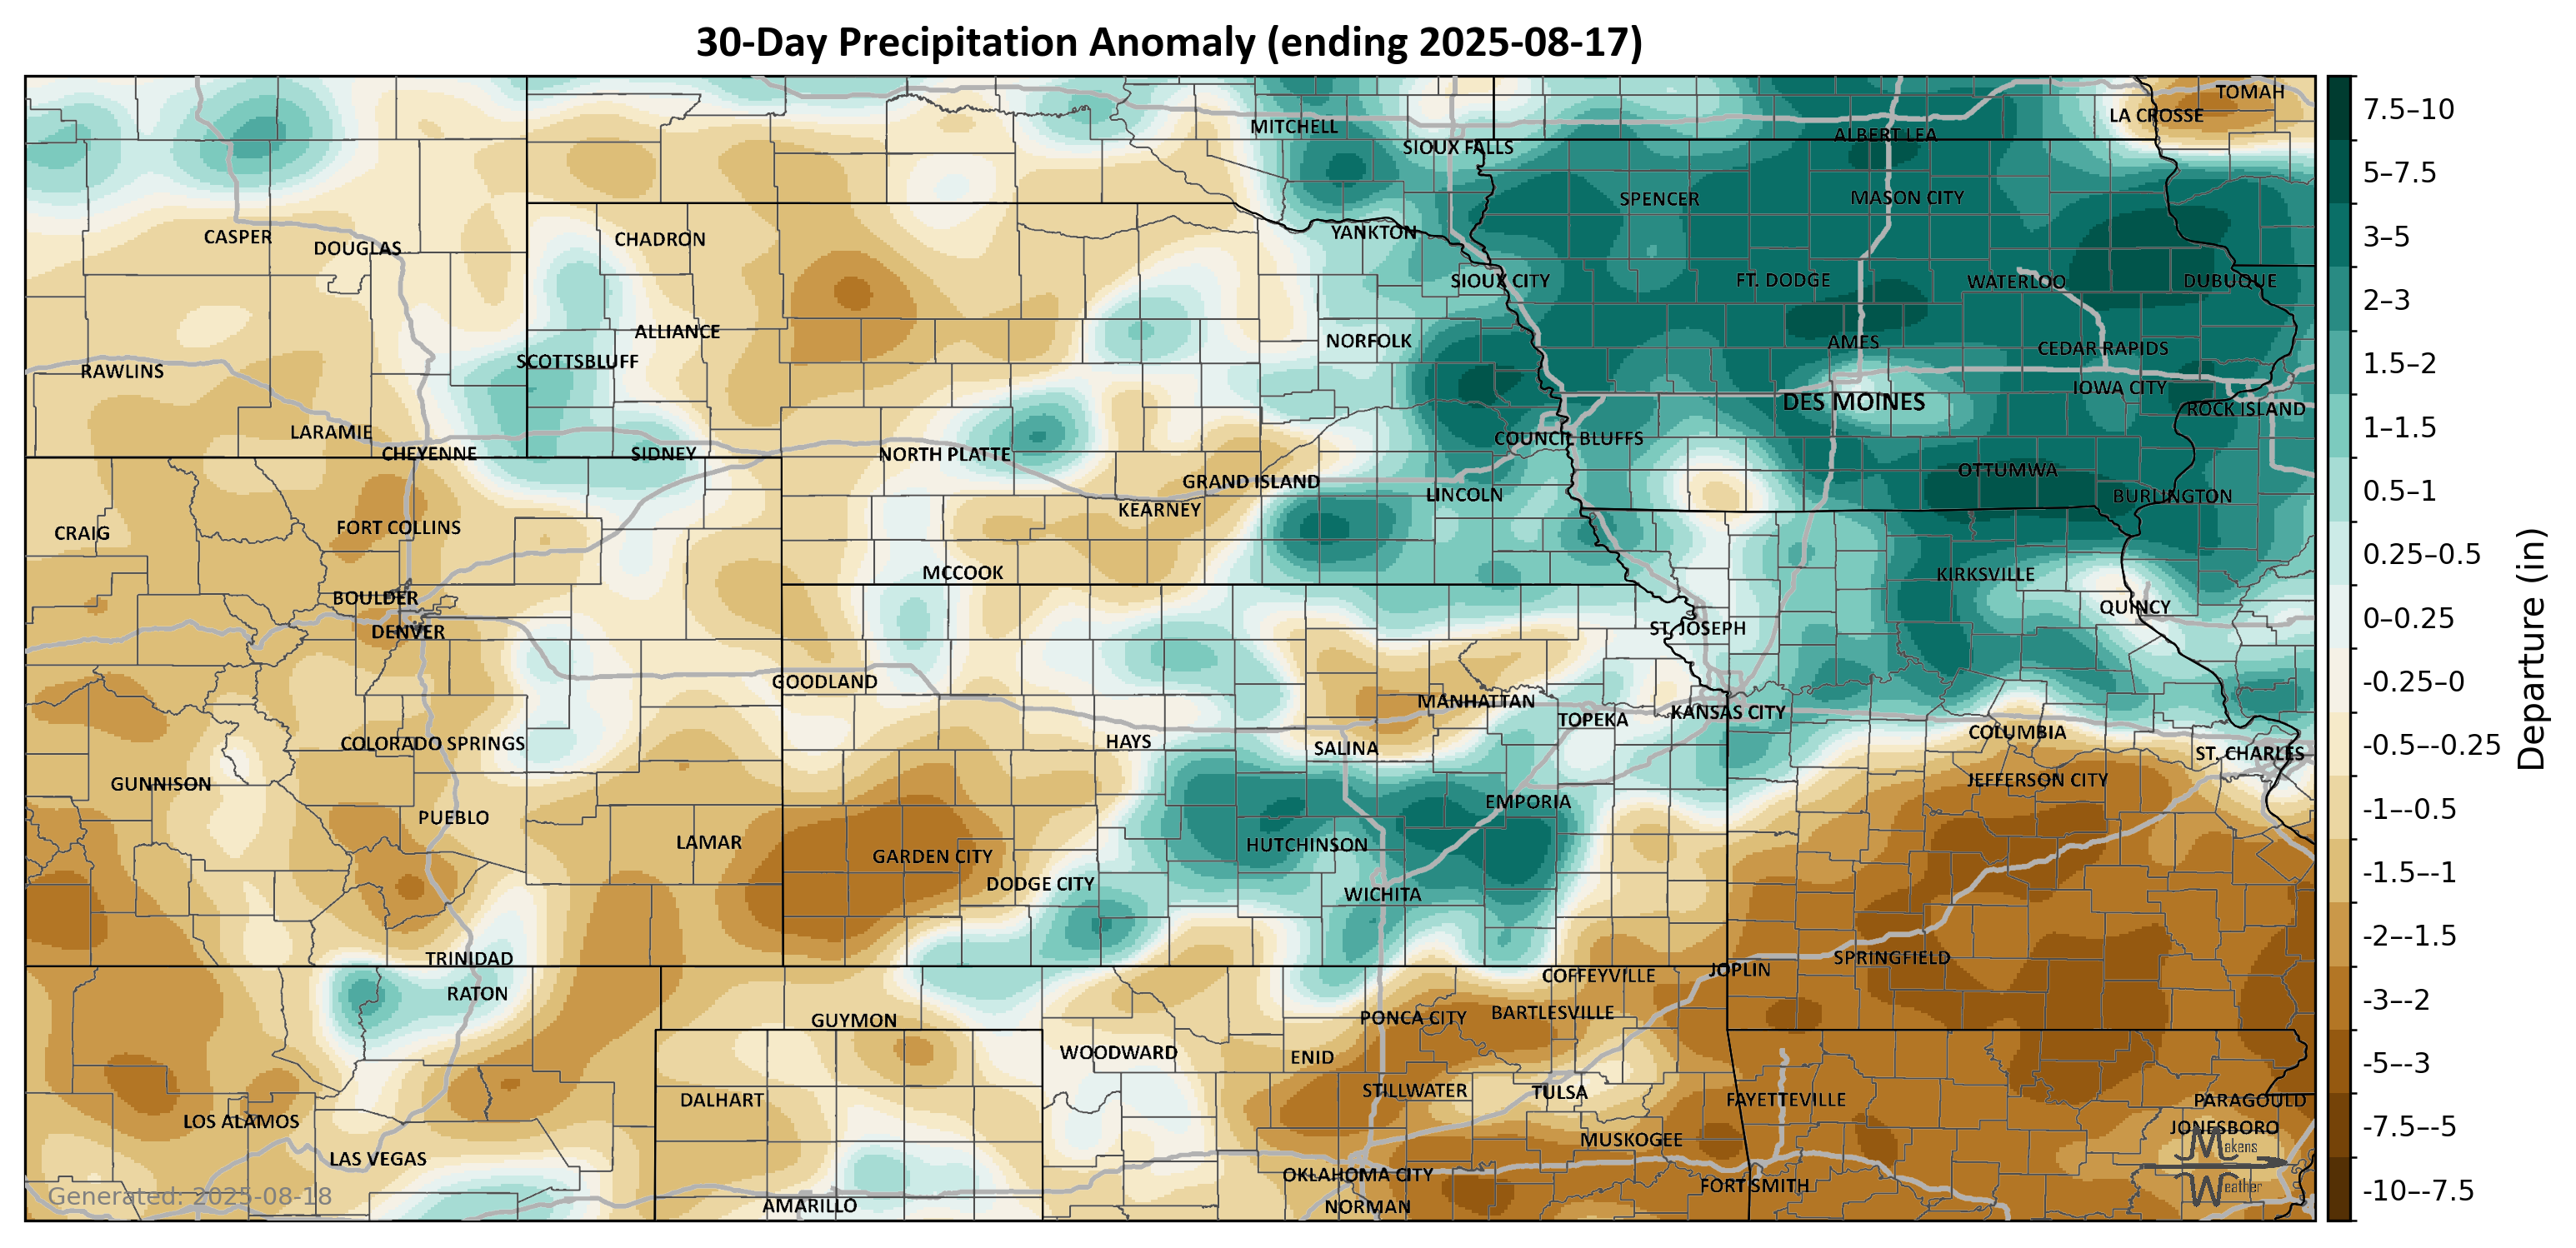 30-Day Precipitation Anomaly (ending 2025-08-17)
TOMAH
LA CROSSE
MITCHELL
ALBERT LEA
SIOUX FALLS
SPENCER
MASON CITY
YANKTON
CASPER
DOUGLAS
CHADRON
SIOUX CITY
FT. DODGE
WATERLOO
DUBUQUE
ALLIANCE
NORFOLK
AMES
CEDAR RAPIDS
SCOTTSBLUFF
RAWLINS
IOWA CITY
DES MOINES
ROCK ISLAND
LARAMIE
COUNCIL BLUFFS
CHEYENNE
SIDNEY
NORTH PLATTE
OTTUMWA
GRAND ISLAND
LINCOLN
BURLINGTON
KEARNEY
CRAIG
FORT COLLINS
MCCOOK
KIRKSVILLE
BOULDER
QUINCY
DENVER
ST. JOSEPH
GOODLAND
MANHATTAN
TOPEKA
KANSAS CITY
COLUMBIA
COLORADO SPRINGS
HAYS
SALINA
ST. CHARLES
GUNNISON
JEFFERSON CITY
EMPORIA
PUEBLO
LAMAR
HUTCHINSON
GARDEN CITY
DODGE CITY
WICHITA
TRINIDAD
SPRINGFIELD
COFFEYVILLE
JOPLIN
RATON
GUYMON
PONCA CITY
BARTLESVILLE
WOODWARD
ENID
STILLWATER
TULSA
DALHART
FAYETTEVILLE
PARAGOULD
LOS ALAMOS
JONESBORO
MUSKOGEE
LAS VEGAS
OKLAHOMA CITY
FORT SMITH
AMARILLO
NORMAN
Makens
Weather
Generated: 2025-08-18
7.5–10
5–7.5
3–5
2–3
1.5–2
1–1.5
0.5–1
0.25–0.5
0–0.25
-0.25–0
-0.5–-0.25
-1–-0.5
-1.5–-1
-2–-1.5
-3–-2
-5–-3
-7.5–-5
-10–-7.5
Departure (in)